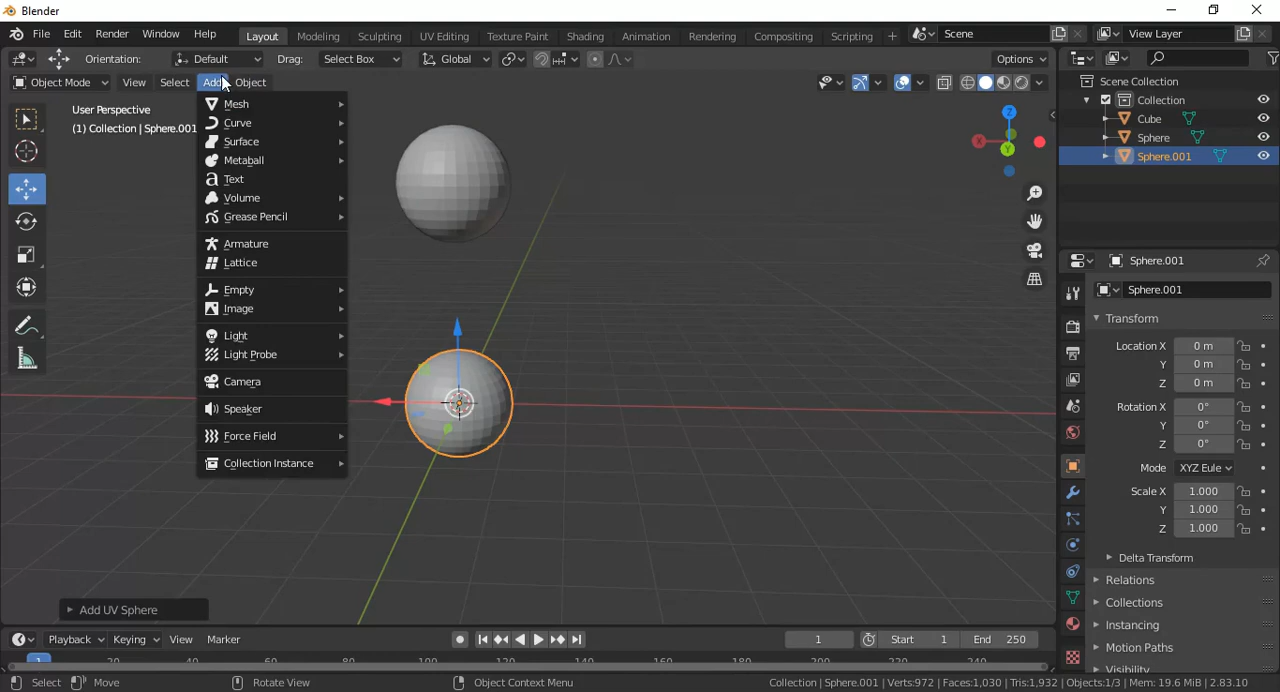 Blender
File Edit Render Window Help Layout Modeling Sculpting UV Editing Texture Paint Shading Animation Rendering Compositing Scripting + Scene View Layer
Orientation: Default Drag: Select Box Global Options
Object Mode View Select Add Object
User Perspective
(1) Collection | Sphere.001
Mesh
Curve
Surface
Metaball
Text
Volume
Grease Pencil
Armature
Lattice
Empty
Image
Light
Light Probe
Camera
Speaker
Force Field
Collection Instance
Z
X
Y
Add UV Sphere
Scene Collection
Collection
Cube
Sphere
Sphere.001
Sphere.001
Sphere.001
Transform
Location X 0 m
Y 0 m
Z 0 m
Rotation X 0°
Y 0°
Z 0°
Mode XYZ Eule
Scale X 1.000
Y 1.000
Z 1.000
Delta Transform
Relations
Collections
Instancing
Motion Paths
Visibility
Playback Keying View Marker 1 Start 1 End 250
1 20 40 60 80 100 120 140 160 180 200 220 240
Select Move Rotate View Object Context Menu Collection | Sphere.001 | Verts:972 | Faces:1,030 | Tris:1,932 | Objects:1/3 | Mem: 19.6 MiB | 2.83.10